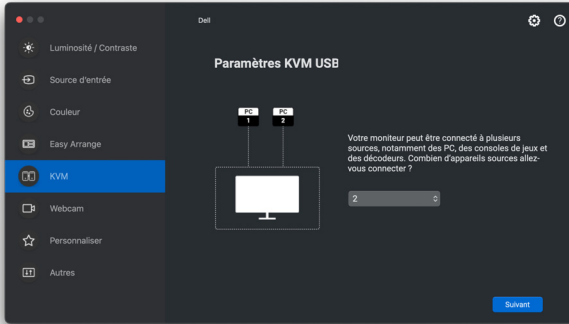 Dell
Luminosité / Contraste
Source d'entrée
Couleur
Easy Arrange
KVM
Webcam
Personnaliser
Autres
Paramètres KVM USB
PC
1
PC
2
Votre moniteur peut être connecté à plusieurs
sources, notamment des PC, des consoles de jeux et
des décodeurs. Combien d'appareils sources allez-
vous connecter ?
2
Suivant